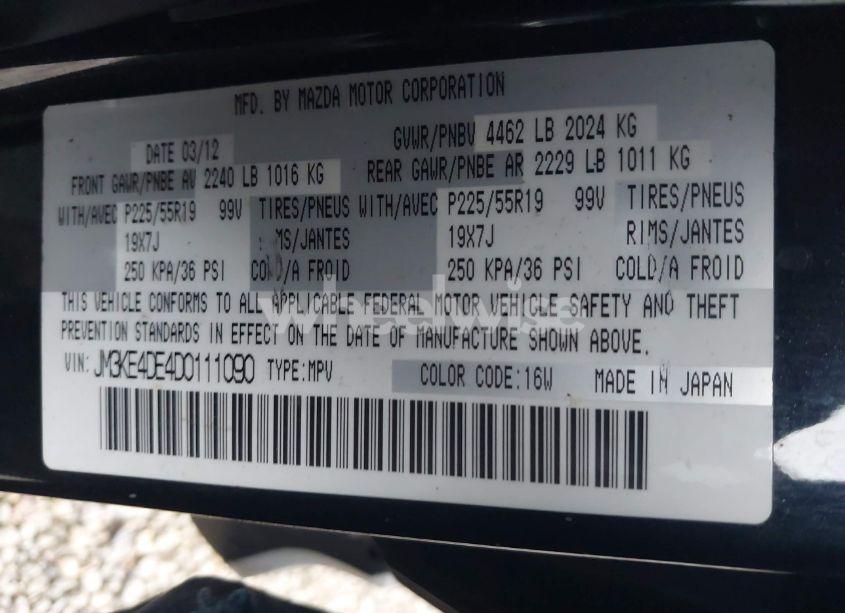 MFD. BY MAZDA MOTOR CORPORATION
DATE 03/12 GVWR/PNBV 4462 LB 2024 KG
FRONT GAWR/PNBE AV 2240 LB 1016 KG REAR GAWR/PNBE AR 2229 LB 1011 KG
WITH/AVEC P225/55R19 99V TIRES/PNEUS WITH/AVEC P225/55R19 99V TIRES/PNEUS
19X7J MS/JANTES 19X7J RIMS/JANTES
250 KPA/36 PSI COLD/A FROID 250 KPA/36 PSI COLD/A FROID
THIS VEHICLE CONFORMS TO ALL APPLICABLE FEDERAL MOTOR VEHICLE SAFETY AND THEFT
PREVENTION STANDARDS IN EFFECT ON THE DATE OF MANUFACTURE SHOWN ABOVE.
VIN: JM3KE4DE4D0111090 TYPE:MPV COLOR CODE:16W MADE IN JAPAN
wheelwise